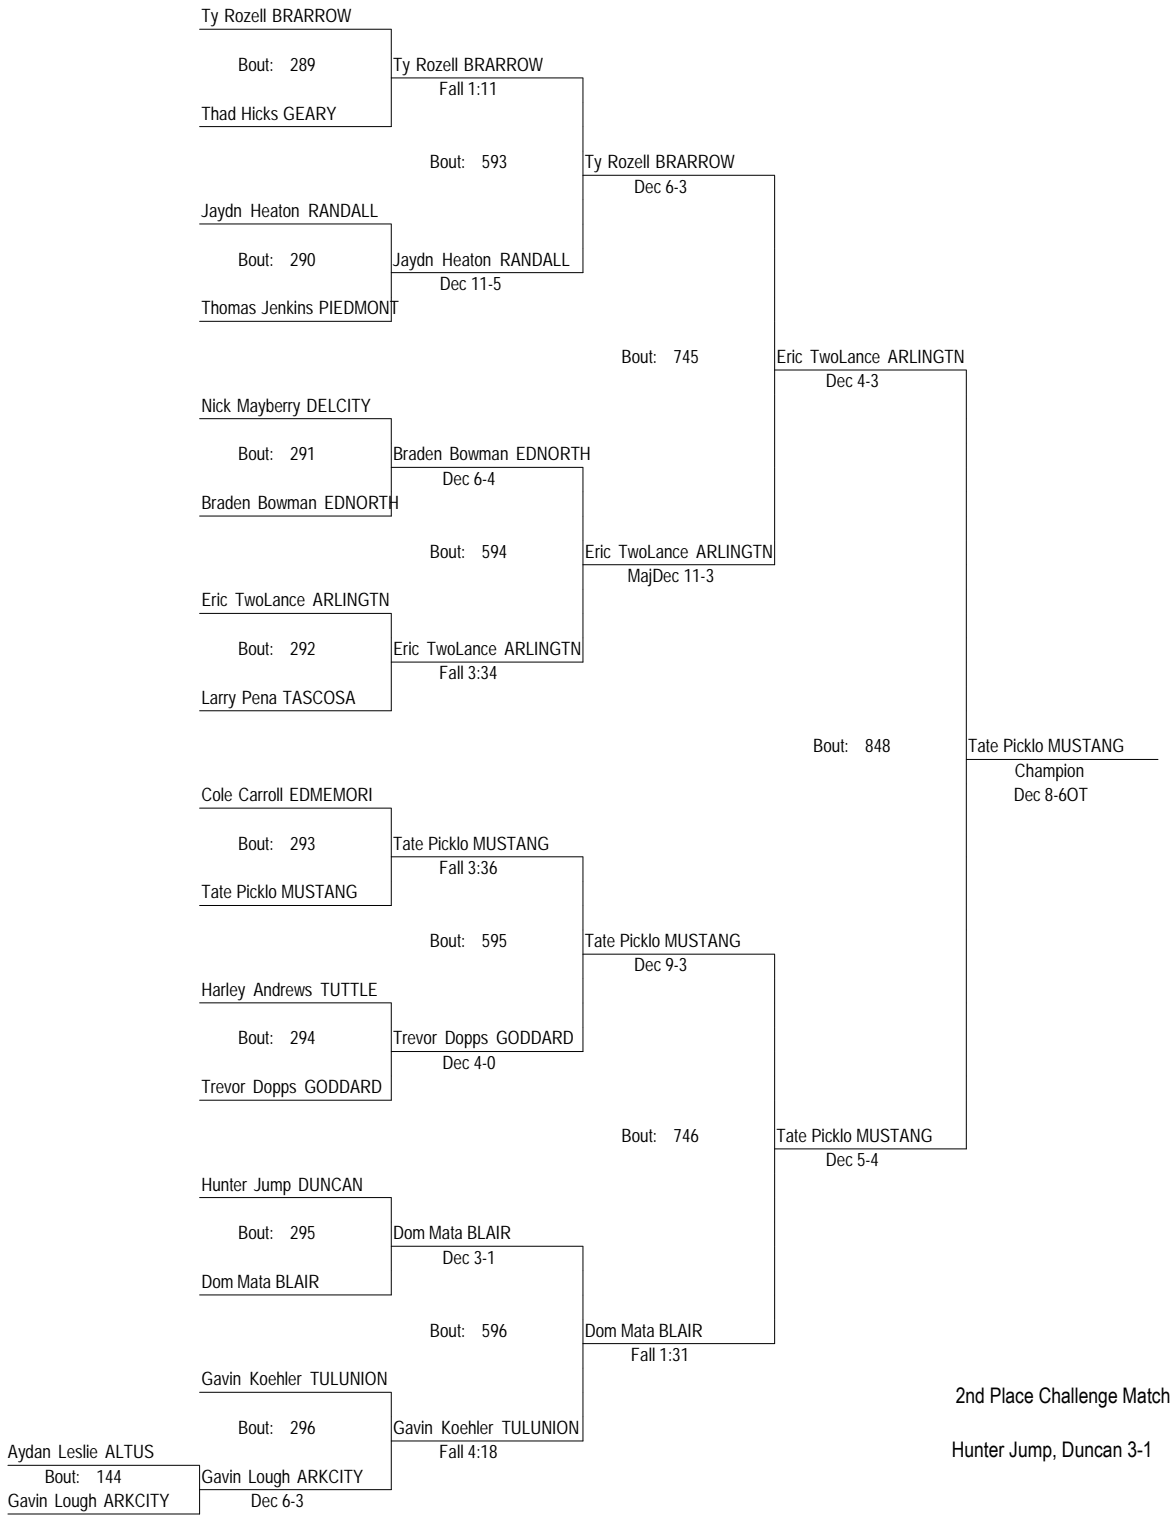 Ty Rozell BRARROW
Bout: 289
Ty Rozell BRARROW
Fall 1:11
Thad Hicks GEARY
Bout: 593
Ty Rozell BRARROW
Dec 6-3
Jaydn Heaton RANDALL
Bout: 290
Jaydn Heaton RANDALL
Dec 11-5
Thomas Jenkins PIEDMONT
Bout: 745
Eric TwoLance ARLINGTN
Dec 4-3
Nick Mayberry DELCITY
Bout: 291
Braden Bowman EDNORTH
Dec 6-4
Braden Bowman EDNORTH
Bout: 594
Eric TwoLance ARLINGTN
MajDec 11-3
Eric TwoLance ARLINGTN
Bout: 292
Eric TwoLance ARLINGTN
Fall 3:34
Larry Pena TASCOSA
Bout: 848
Tate Picklo MUSTANG
Champion
Dec 8-6OT
Cole Carroll EDMEMORI
Bout: 293
Tate Picklo MUSTANG
Fall 3:36
Tate Picklo MUSTANG
Bout: 595
Tate Picklo MUSTANG
Dec 9-3
Harley Andrews TUTTLE
Bout: 294
Trevor Dopps GODDARD
Dec 4-0
Trevor Dopps GODDARD
Bout: 746
Tate Picklo MUSTANG
Dec 5-4
Hunter Jump DUNCAN
Bout: 295
Dom Mata BLAIR
Dec 3-1
Dom Mata BLAIR
Bout: 596
Dom Mata BLAIR
Fall 1:31
Gavin Koehler TULUNION
2nd Place Challenge Match
Bout: 296
Gavin Koehler TULUNION
Fall 4:18
Hunter Jump, Duncan 3-1
Aydan Leslie ALTUS
Bout: 144
Gavin Lough ARKCITY
Dec 6-3
Gavin Lough ARKCITY